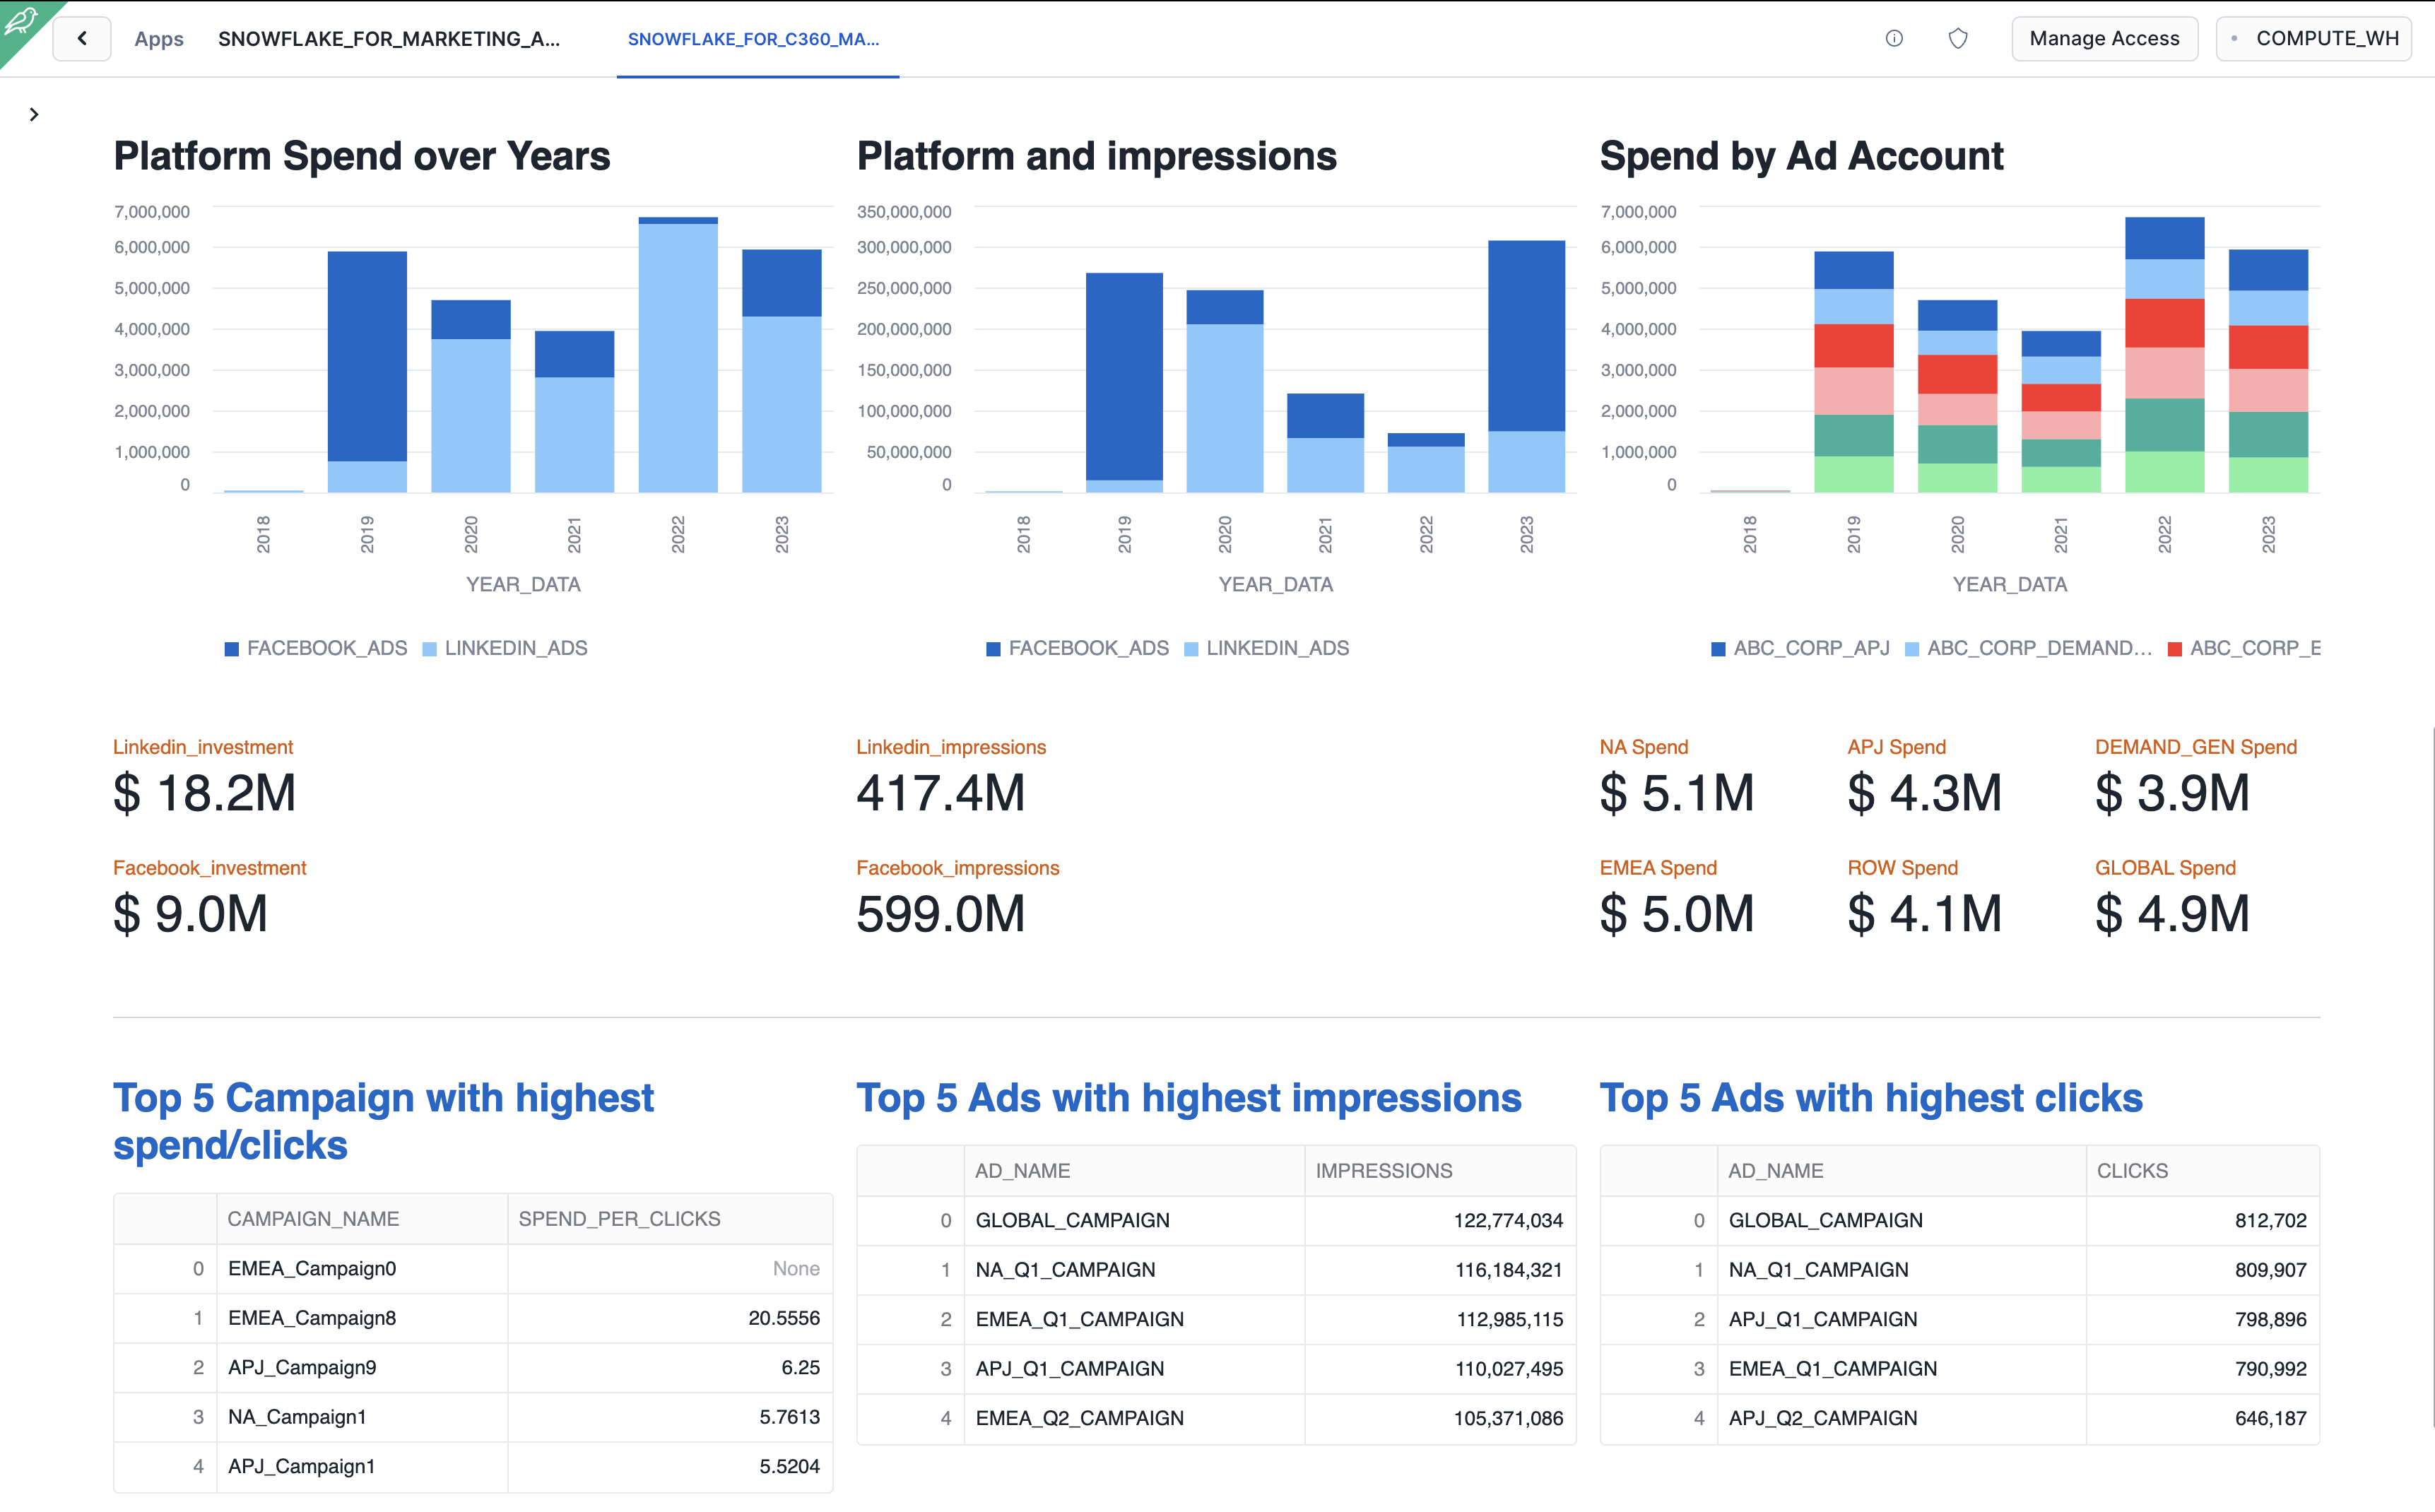 Apps
SNOWFLAKE_FOR_MARKETING_A...
SNOWFLAKE_FOR_C360_MA...
Manage Access
COMPUTE_WH
Platform Spend over Years
7,000,000
6,000,000
5,000,000
4,000,000
3,000,000
2,000,000
1,000,000
0
2018 2019 2020 2021 2022 2023
YEAR_DATA
FACEBOOK_ADS LINKEDIN_ADS
Platform and impressions
350,000,000
300,000,000
250,000,000
200,000,000
150,000,000
100,000,000
50,000,000
0
2018 2019 2020 2021 2022 2023
YEAR_DATA
FACEBOOK_ADS LINKEDIN_ADS
Spend by Ad Account
7,000,000
6,000,000
5,000,000
4,000,000
3,000,000
2,000,000
1,000,000
0
2018 2019 2020 2021 2022 2023
YEAR_DATA
ABC_CORP_APJ ABC_CORP_DEMAND... ABC_CORP_E
Linkedin_investment
$ 18.2M
Facebook_investment
$ 9.0M
Linkedin_impressions
417.4M
Facebook_impressions
599.0M
NA Spend APJ Spend DEMAND_GEN Spend
$ 5.1M $ 4.3M $ 3.9M
EMEA Spend ROW Spend GLOBAL Spend
$ 5.0M $ 4.1M $ 4.9M
Top 5 Campaign with highest
spend/clicks
CAMPAIGN_NAME SPEND_PER_CLICKS
0 EMEA_Campaign0 None
1 EMEA_Campaign8 20.5556
2 APJ_Campaign9 6.25
3 NA_Campaign1 5.7613
4 APJ_Campaign1 5.5204
Top 5 Ads with highest impressions
AD_NAME IMPRESSIONS
0 GLOBAL_CAMPAIGN 122,774,034
1 NA_Q1_CAMPAIGN 116,184,321
2 EMEA_Q1_CAMPAIGN 112,985,115
3 APJ_Q1_CAMPAIGN 110,027,495
4 EMEA_Q2_CAMPAIGN 105,371,086
Top 5 Ads with highest clicks
AD_NAME CLICKS
0 GLOBAL_CAMPAIGN 812,702
1 NA_Q1_CAMPAIGN 809,907
2 APJ_Q1_CAMPAIGN 798,896
3 EMEA_Q1_CAMPAIGN 790,992
4 APJ_Q2_CAMPAIGN 646,187